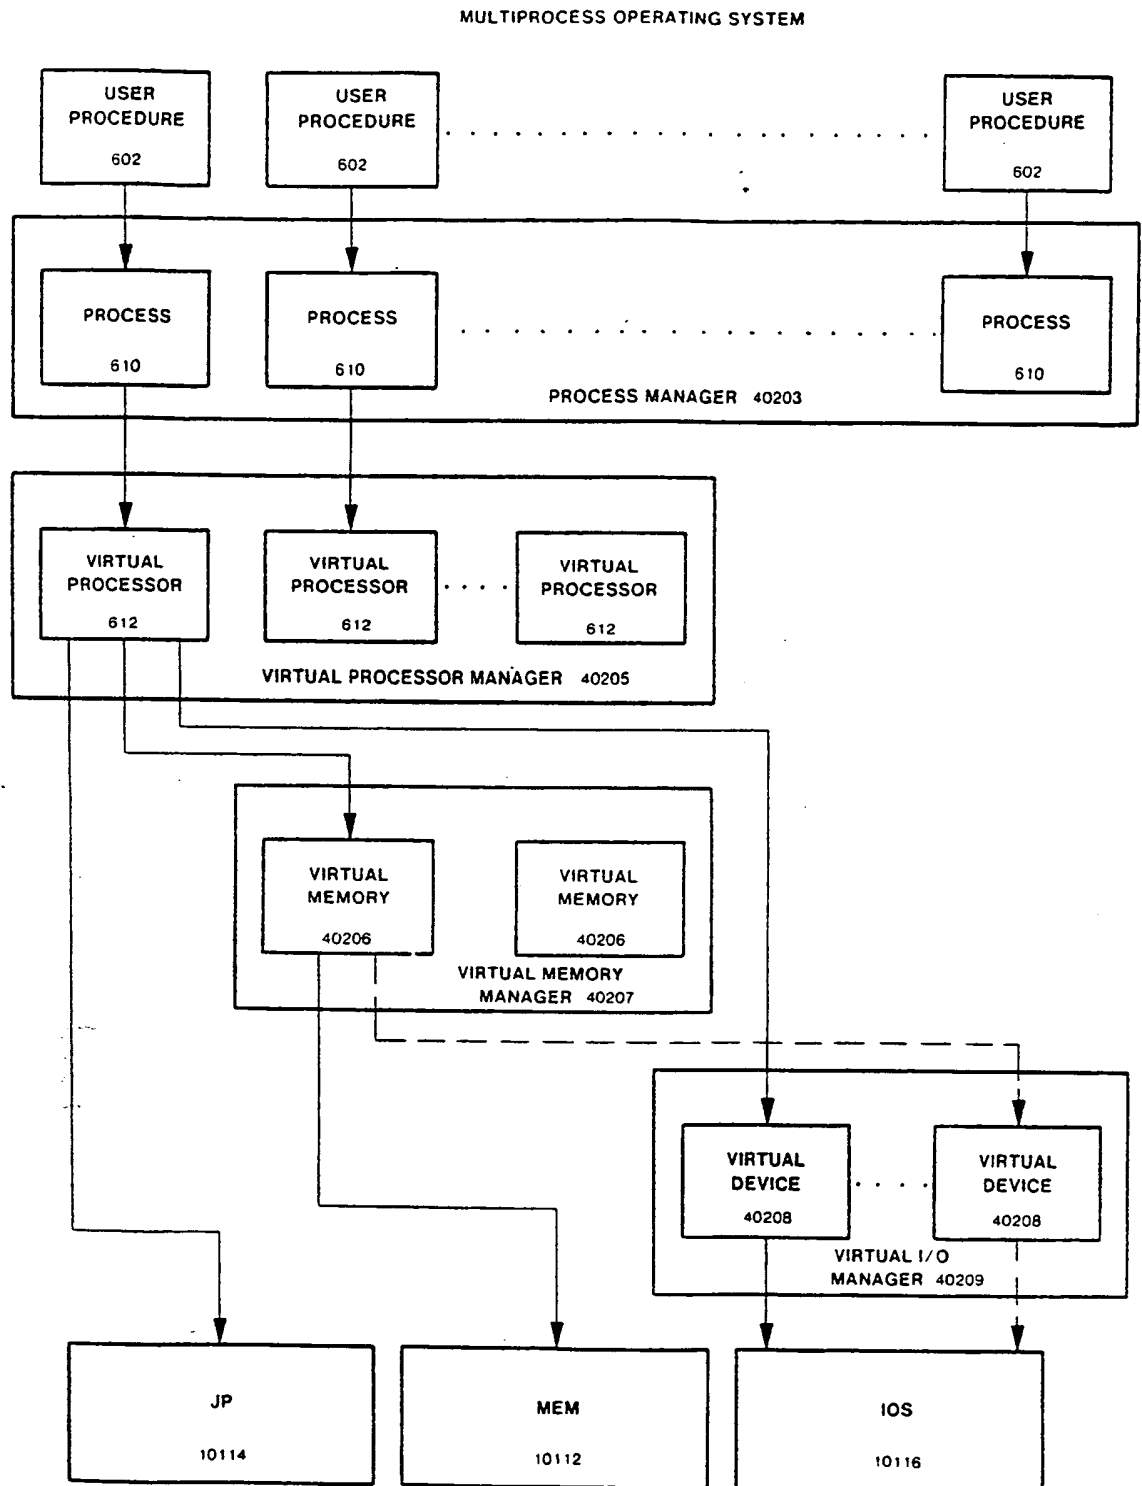 MULTIPROCESS OPERATING SYSTEM
USER
PROCEDURE
602
USER
PROCEDURE
602
USER
PROCEDURE
602
PROCESS
610
PROCESS
610
PROCESS
610
PROCESS MANAGER 40203
VIRTUAL
PROCESSOR
612
VIRTUAL
PROCESSOR
612
VIRTUAL
PROCESSOR
612
VIRTUAL PROCESSOR MANAGER 40205
VIRTUAL
MEMORY
40206
VIRTUAL
MEMORY
40206
VIRTUAL MEMORY
MANAGER 40207
VIRTUAL
DEVICE
40208
VIRTUAL
DEVICE
40208
VIRTUAL I/O
MANAGER 40209
JP
10114
MEM
10112
IOS
10116